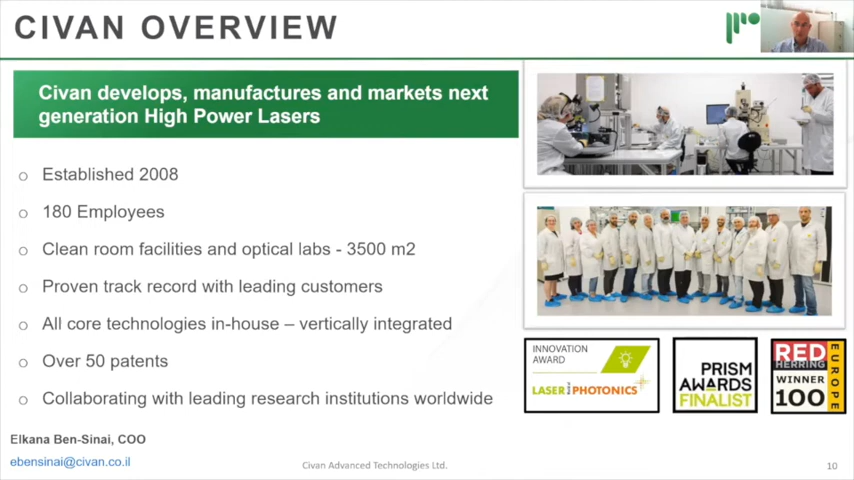 CIVAN OVERVIEW
Civan develops, manufactures and markets next
generation High Power Lasers
Established 2008
180 Employees
Clean room facilities and optical labs - 3500 m2
Proven track record with leading customers
All core technologies in-house – vertically integrated
Over 50 patents
Collaborating with leading research institutions worldwide
INNOVATION
AWARD
LASER PHOTONICS
PRISM
AWARDS
FINALIST
RED
HERRING
WINNER
100
EUROPE
Elkana Ben-Sinai, COO
ebensinai@civan.co.il
Civan Advanced Technologies Ltd.
10